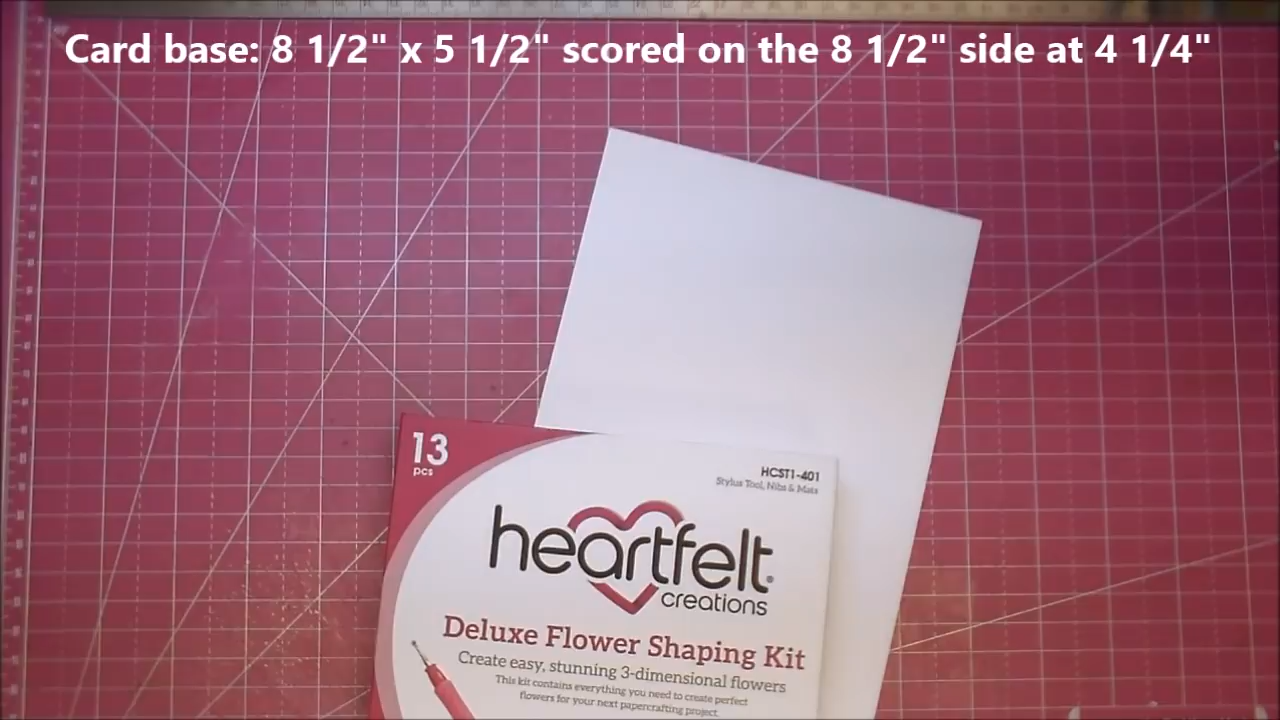 Card base: 8 1/2" x 5 1/2" scored on the 8 1/2" side at 4 1/4"
13
pcs
HCST1-401
Stylus Tool, Nibs & Mats
heartfelt
creations
Deluxe Flower Shaping Kit
Create easy, stunning 3-dimensional flowers
This kit contains everything you need to create perfect
flowers for your next papercrafting project.